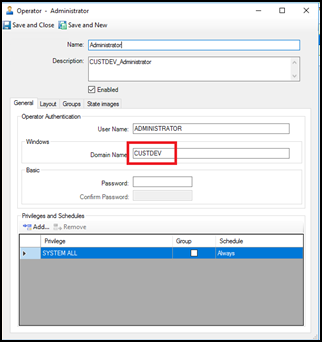 Operator - Administrator
Save and Close Save and New
Name: Administrator
Description: CUSTDEV_Administrator
Enabled
General Layout Groups State images
Operator Authentication
User Name: ADMINISTRATOR
Windows
Domain Name: CUSTDEV
Basic
Password:
Confirm Password:
Privileges and Schedules
Add... Remove
Privilege Group Schedule
SYSTEM ALL Always